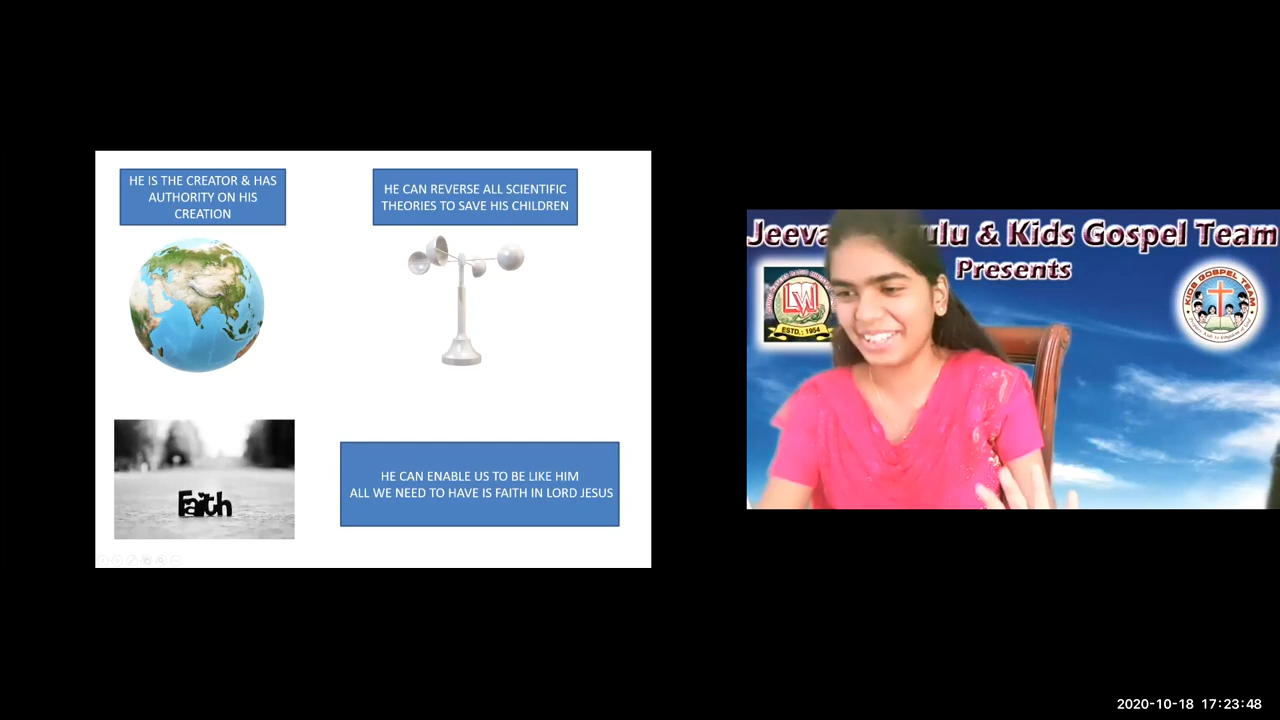 HE IS THE CREATOR & HAS
AUTHORITY ON HIS
CREATION
HE CAN REVERSE ALL SCIENTIFIC
THEORIES TO SAVE HIS CHILDREN
Faith
HE CAN ENABLE US TO BE LIKE HIM
ALL WE NEED TO HAVE IS FAITH IN LORD JESUS
& Kids Gospel Team
Presents
LW
ESTD.: 1954
KIDS GOSPEL TEAM
2020-10-18 17:23:48